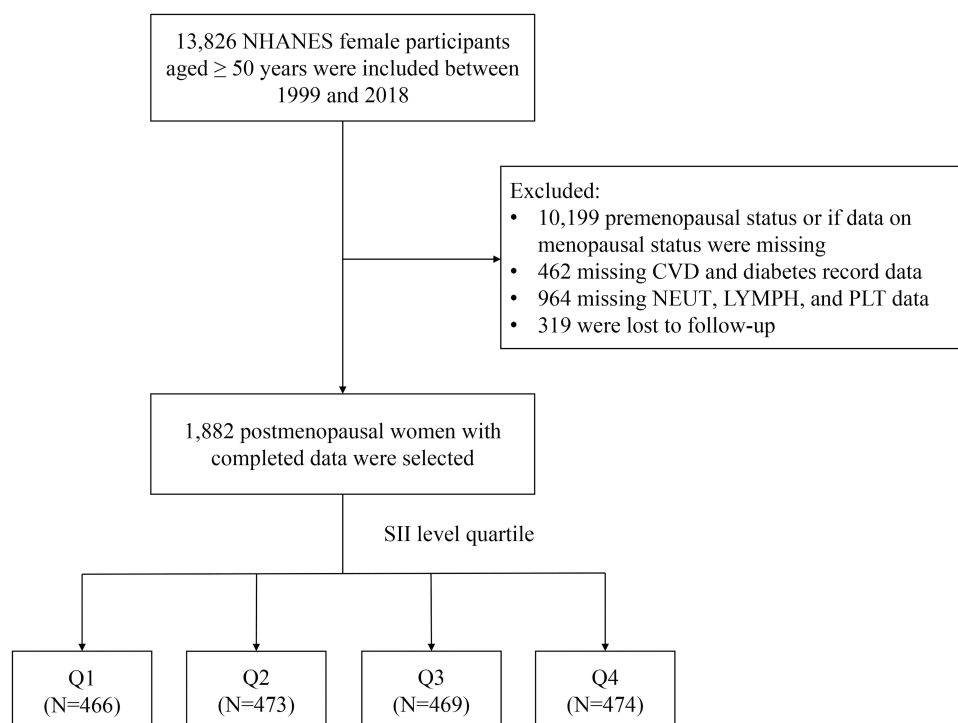 13,826 NHANES female participants
aged ≥ 50 years were included between
1999 and 2018
Excluded:
• 10,199 premenopausal status or if data on
menopausal status were missing
• 462 missing CVD and diabetes record data
• 964 missing NEUT, LYMPH, and PLT data
• 319 were lost to follow-up
1,882 postmenopausal women with
completed data were selected
SII level quartile
Q1
(N=466)
Q2
(N=473)
Q3
(N=469)
Q4
(N=474)